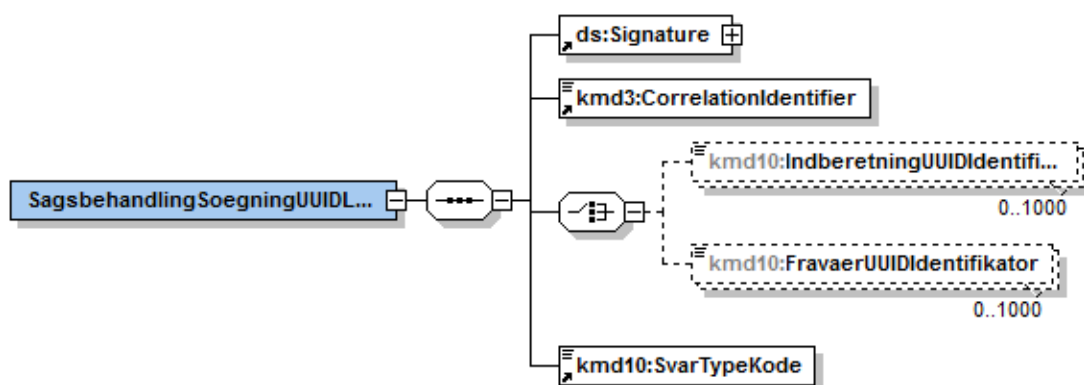 ds:Signature
kmd3:CorrelationIdentifier
kmd10:IndberetningUUIDIdentifi...
0..1000
SagsbehandlingSoegningUUIDL...
kmd10:FravaerUUIDIdentifikator
0..1000
kmd10:SvarTypeKode